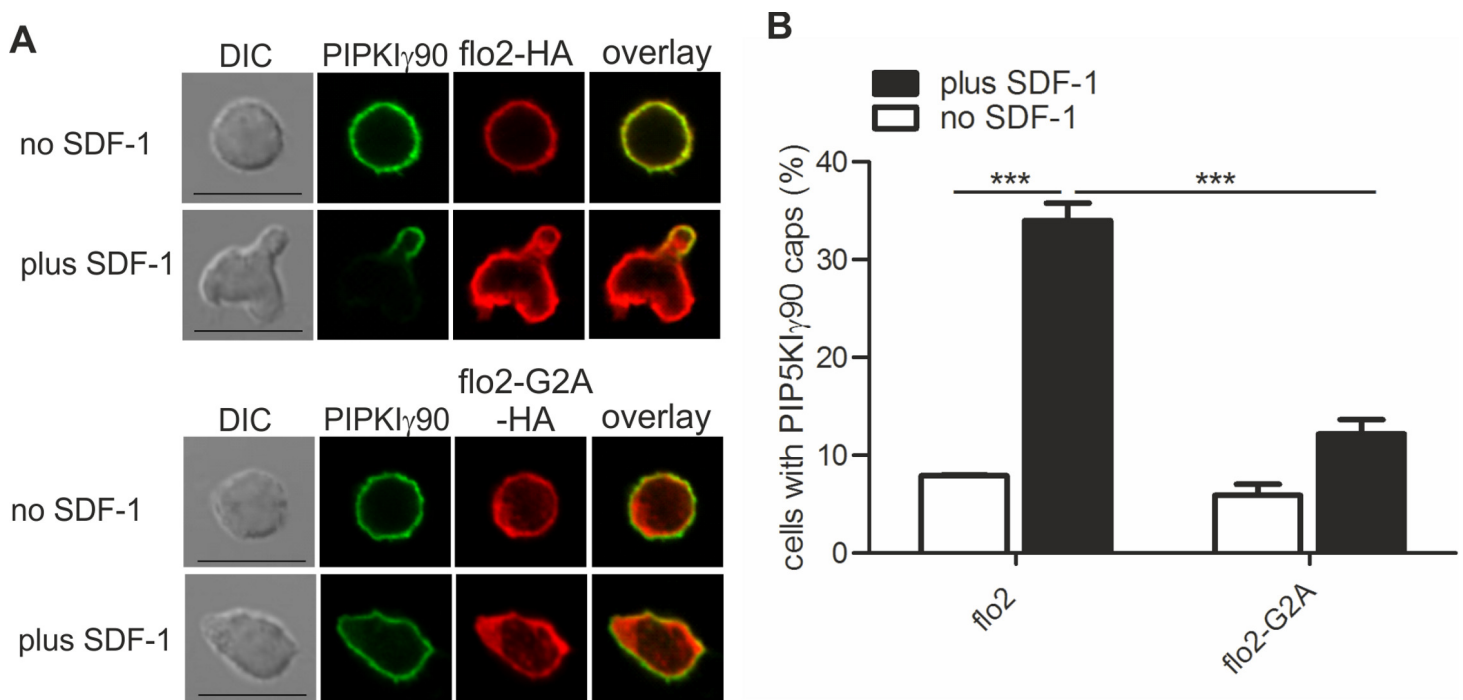 A
DIC PIPKIγ90 flo2-HA overlay
no SDF-1
plus SDF-1
flo2-G2A
DIC PIPKIγ90 -HA overlay
no SDF-1
plus SDF-1
B
plus SDF-1
no SDF-1
cells with PIP5KIγ90 caps (%)
40
30
20
10
0
*** ***
flo2
flo2-G2A